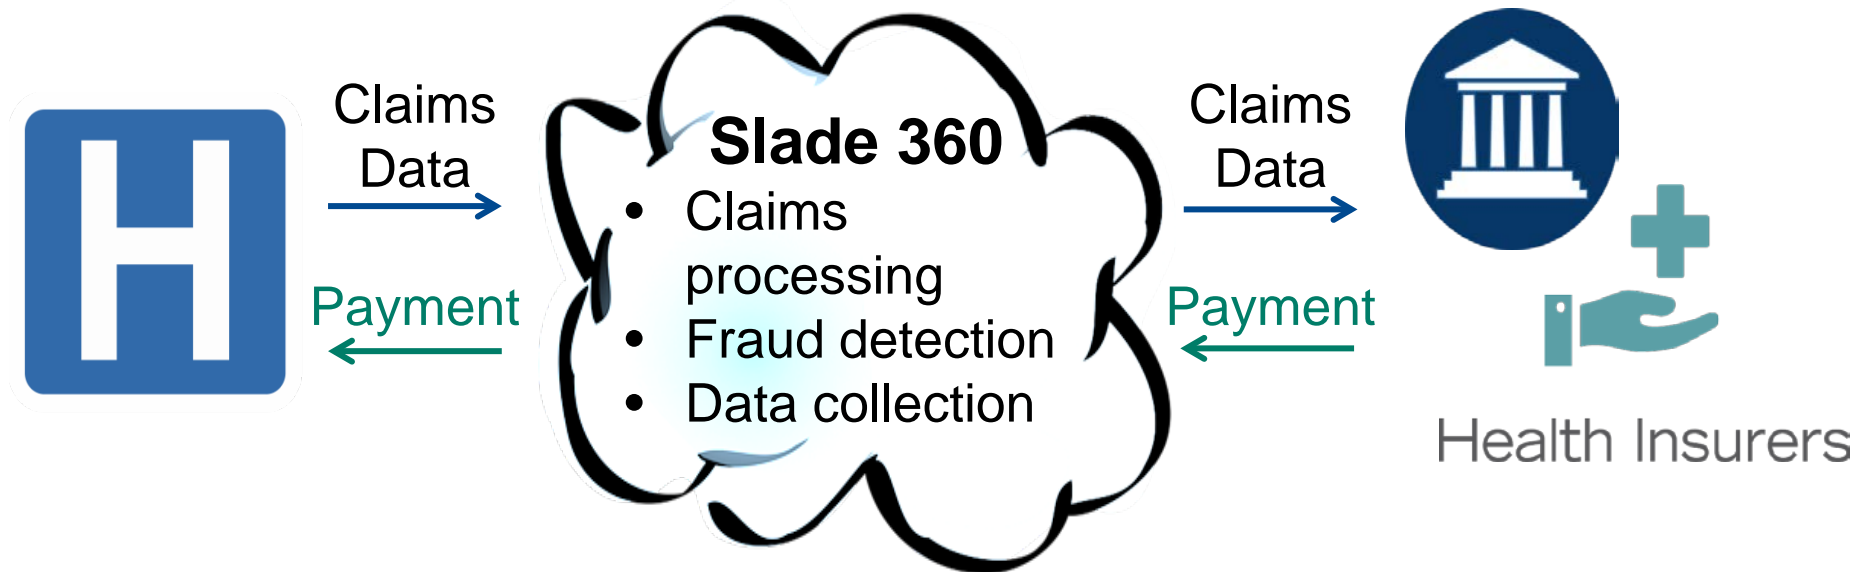 H
Claims
Data
Payment
Slade 360
• Claims
processing
• Fraud detection
• Data collection
Claims
Data
Payment
Health Insurers